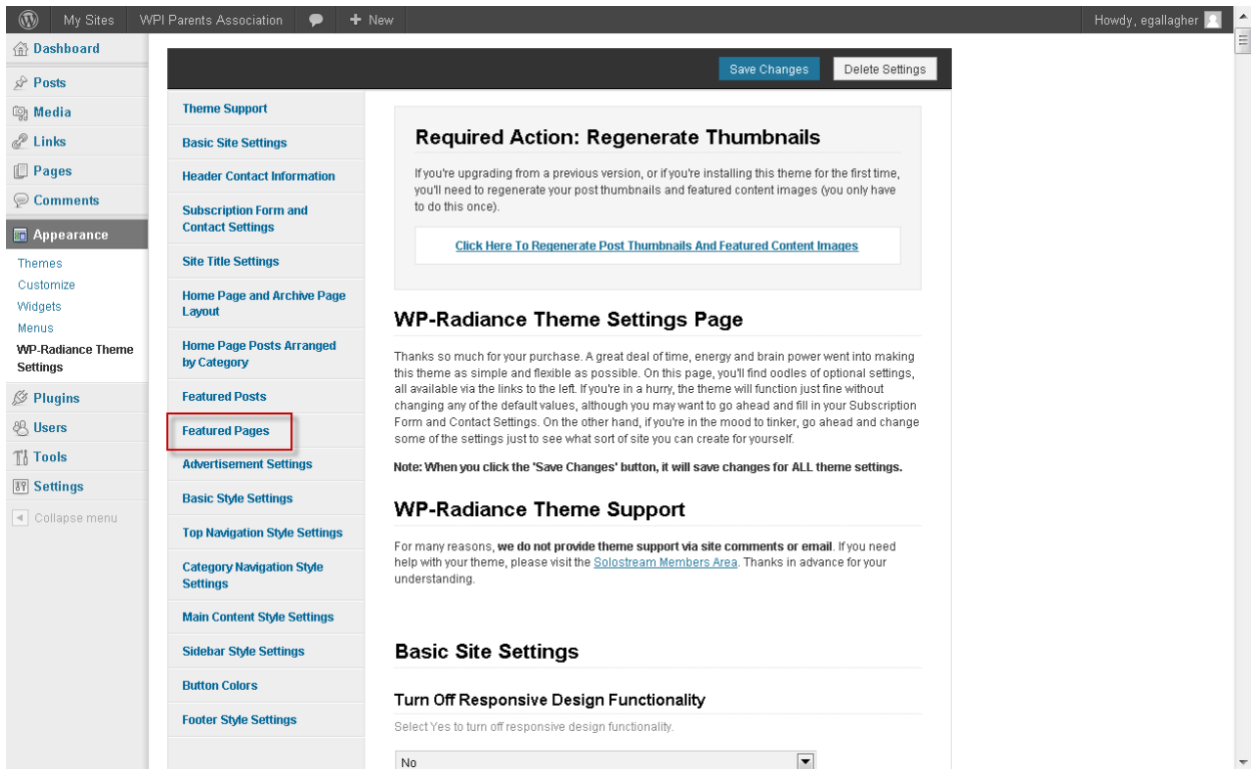 My Sites WPI Parents Association + New Howdy, egallagher
Dashboard
Posts
Media
Links
Pages
Comments
Appearance
Themes
Customize
Widgets
Menus
WP-Radiance Theme
Settings
Plugins
Users
Tools
Settings
Collapse menu
Save Changes Delete Settings
Theme Support
Basic Site Settings
Header Contact Information
Subscription Form and
Contact Settings
Site Title Settings
Home Page and Archive Page
Layout
Home Page Posts Arranged
by Category
Featured Posts
Featured Pages
Advertisement Settings
Basic Style Settings
Top Navigation Style Settings
Category Navigation Style
Settings
Main Content Style Settings
Sidebar Style Settings
Button Colors
Footer Style Settings
Required Action: Regenerate Thumbnails
If you're upgrading from a previous version, or if you're installing this theme for the first time,
you'll need to regenerate your post thumbnails and featured content images (you only have
to do this once).
Click Here To Regenerate Post Thumbnails And Featured Content Images
WP-Radiance Theme Settings Page
Thanks so much for your purchase. A great deal of time, energy and brain power went into making
this theme as simple and flexible as possible. On this page, you'll find oodles of optional settings,
all available via the links to the left. If you're in a hurry, the theme will function just fine without
changing any of the default values, although you may want to go ahead and fill in your Subscription
Form and Contact Settings. On the other hand, if you're in the mood to tinker, go ahead and change
some of the settings just to see what sort of site you can create for yourself.
Note: When you click the 'Save Changes' button, it will save changes for ALL theme settings.
WP-Radiance Theme Support
For many reasons, we do not provide theme support via site comments or email. If you need
help with your theme, please visit the Solostream Members Area. Thanks in advance for your
understanding.
Basic Site Settings
Turn Off Responsive Design Functionality
Select Yes to turn off responsive design functionality.
No